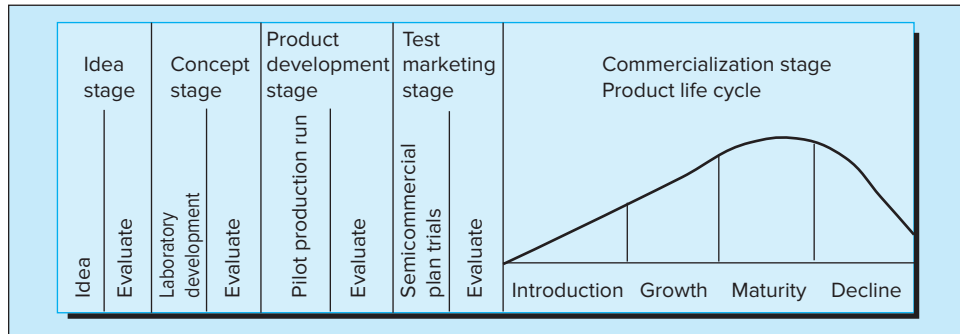 Idea
stage
Concept
stage
Product
development
stage
Test
marketing
stage
Commercialization stage
Product life cycle
Idea
Evaluate
Laboratory
development
Evaluate
Pilot production run
Evaluate
Semicommercial
plan trials
Evaluate
Introduction
Growth
Maturity
Decline